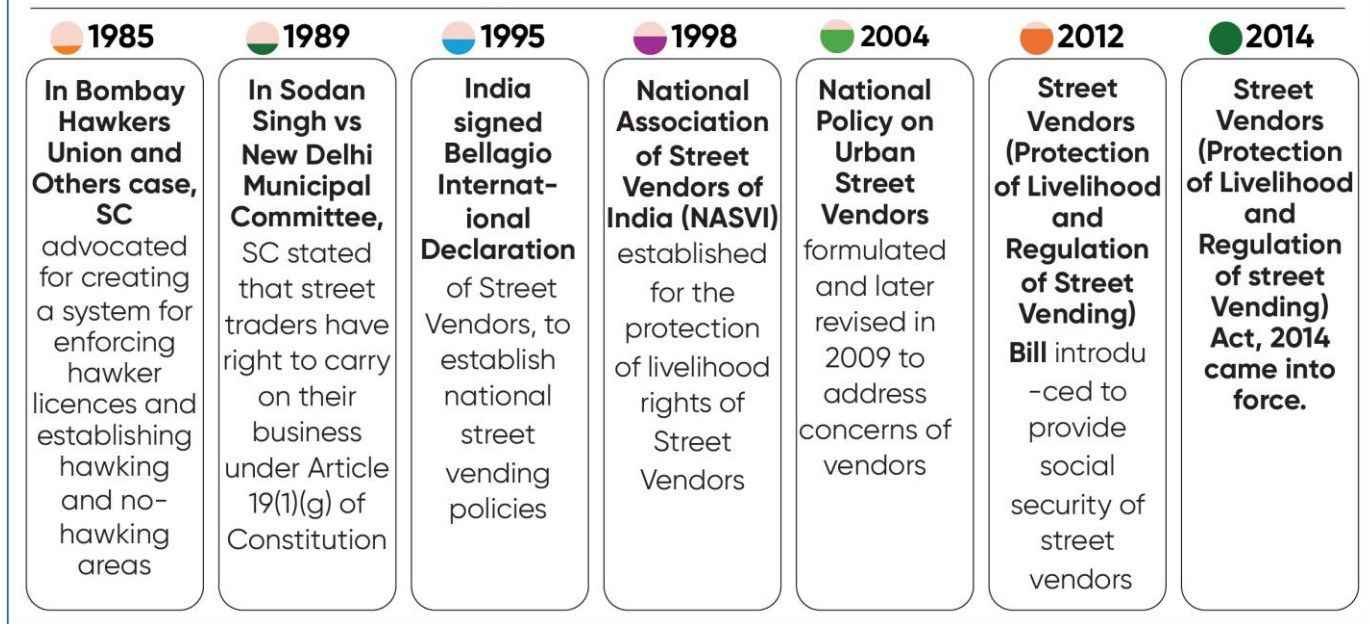 1985
In Bombay
Hawkers
Union and
Others case,
SC
advocated
for creating
a system for
enforcing
hawker
licences and
establishing
hawking
and no-
hawking
areas
1989
In Sodan
Singh vs
New Delhi
Municipal
Committee,
SC stated
that street
traders have
right to carry
on their
business
under Article
19(1)(g) of
Constitution
1995
India
signed
Bellagio
Internat-
ional
Declaration
of Street
Vendors, to
establish
national
street
vending
policies
1998
National
Association
of Street
Vendors of
India (NASVI)
established
for the
protection
of livelihood
rights of
Street
Vendors
2004
National
Policy on
Urban
Street
Vendors
formulated
and later
revised in
2009 to
address
concerns of
vendors
2012
Street
Vendors
(Protection
of Livelihood
and
Regulation
of Street
Vending)
Bill introdu
-ced to
provide
social
security of
street
vendors
2014
Street
Vendors
(Protection
of Livelihood
and
Regulation
of street
Vending)
Act, 2014
came into
force.